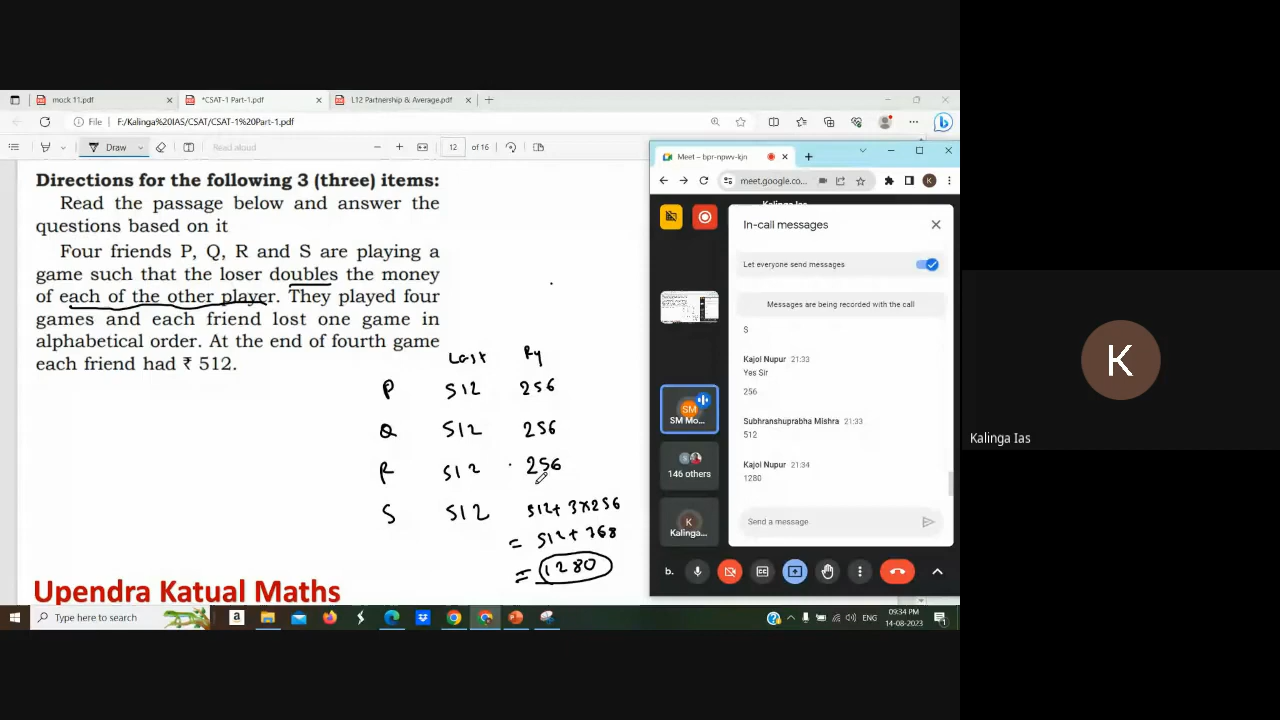 mock 11.pdf
*CSAT-1 Part-1.pdf
L12 Partnership & Average.pdf
File
F:/Kalinga%20IAS/CSAT/CSAT-1%20Part-1.pdf
Draw
Read aloud
12
of 16
Directions for the following 3 (three) items:
Read the passage below and answer the
questions based on it
Four friends P, Q, R and S are playing a
game such that the loser doubles the money
of each of the other player. They played four
games and each friend lost one game in
alphabetical order. At the end of fourth game
each friend had ₹ 512.
Last
P 512 256
Q 512 256
R 512 256
S 512 512+ 3×256
= 512+ 768
= 1280
Upendra Katual Maths
Meet – bpr-npwv-kjn
meet.google.co...
Kalinga Ias
In-call messages
Let everyone send messages
Messages are being recorded with the call
S
Kajol Nupur 21:33
Yes Sir
256
Subhranshuprabha Mishra 21:33
512
Kajol Nupur 21:34
1280
Send a message
SM
SM Mo...
146 others
K
Kalinga...
b.
K
Kalinga Ias
Type here to search
ENG
09:34 PM
14-08-2023